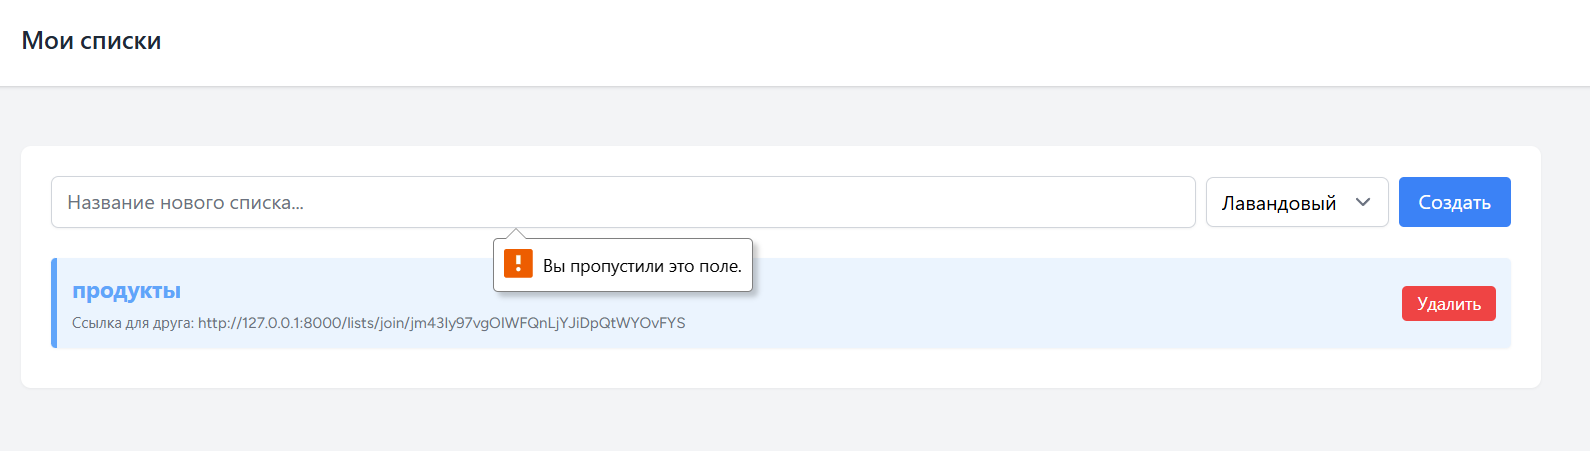 Мои списки
Название нового списка...
Лавандовый
Создать
! Вы пропустили это поле.
продукты
Ссылка для друга: http://127.0.0.1:8000/lists/join/jm43Iy97vgOIWFQnLjYJiDpQtWYOvFYS
Удалить